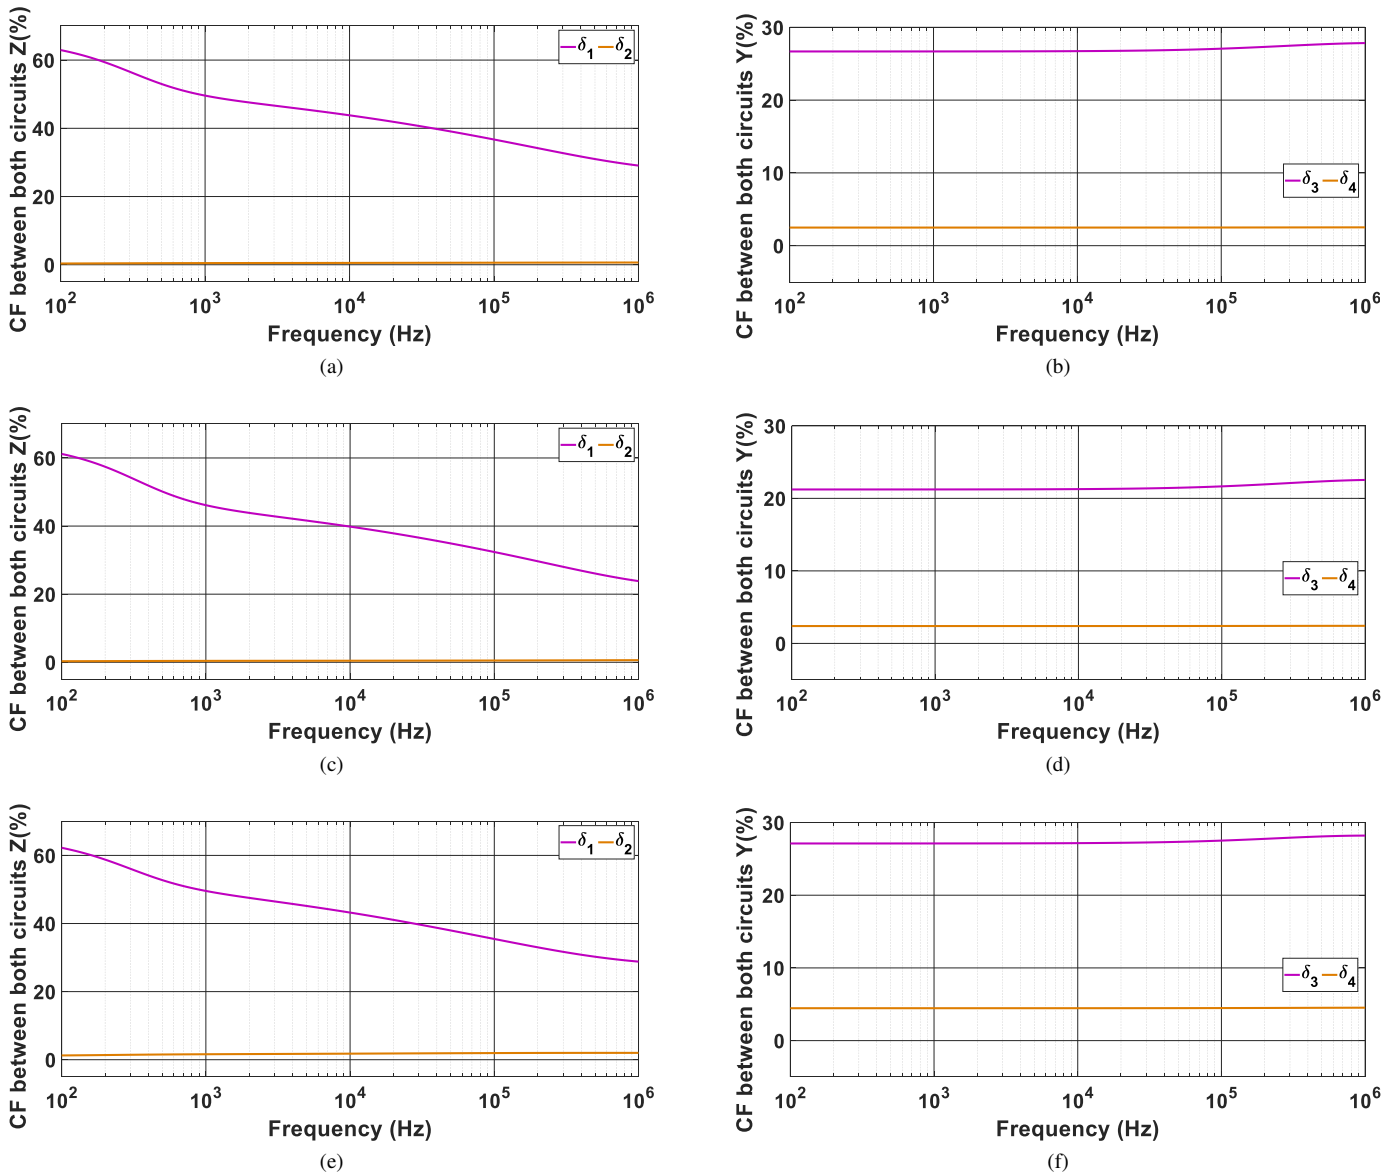 CF between both circuits Z(%)
60
40
20
0
δ1 δ2
10^2 10^3 10^4 10^5 10^6
Frequency (Hz)
(a)
CF between both circuits Y(%)
30
20
10
0
δ3 δ4
10^2 10^3 10^4 10^5 10^6
Frequency (Hz)
(b)
CF between both circuits Z(%)
60
40
20
0
δ1 δ2
10^2 10^3 10^4 10^5 10^6
Frequency (Hz)
(c)
CF between both circuits Y(%)
30
20
10
0
δ3 δ4
10^2 10^3 10^4 10^5 10^6
Frequency (Hz)
(d)
CF between both circuits Z(%)
60
40
20
0
δ1 δ2
10^2 10^3 10^4 10^5 10^6
Frequency (Hz)
(e)
CF between both circuits Y(%)
30
20
10
0
δ3 δ4
10^2 10^3 10^4 10^5 10^6
Frequency (Hz)
(f)